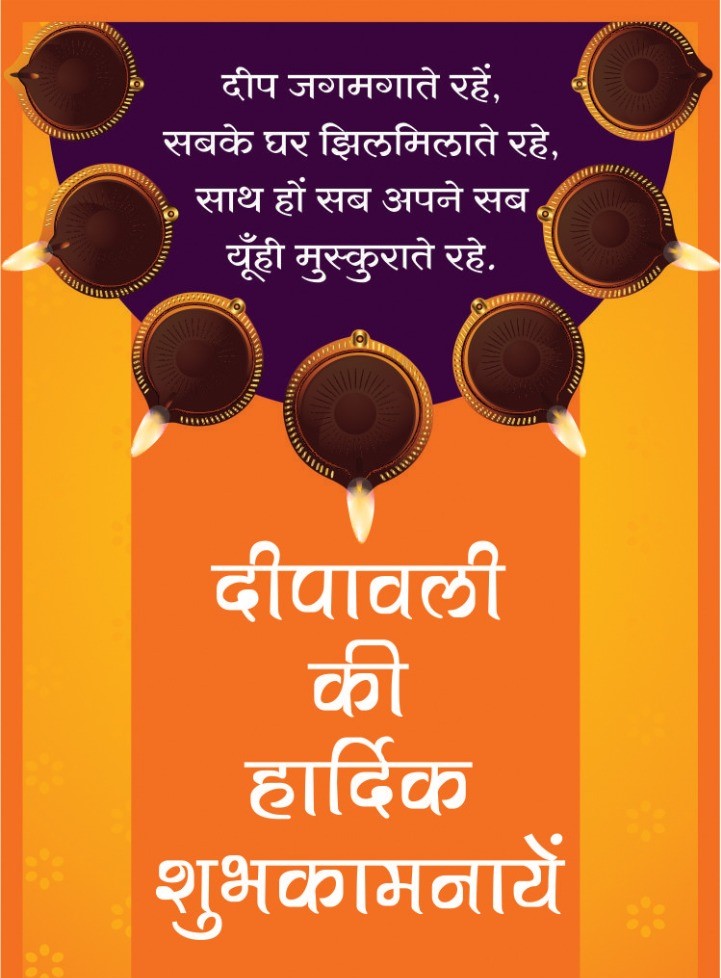 दीप जगमगाते रहें,
सबके घर झिलमिलाते रहे,
साथ हों सब अपने सब
यूँही मुस्कुराते रहे.
दीपावली
की
हार्दिक
शुभकामनायें